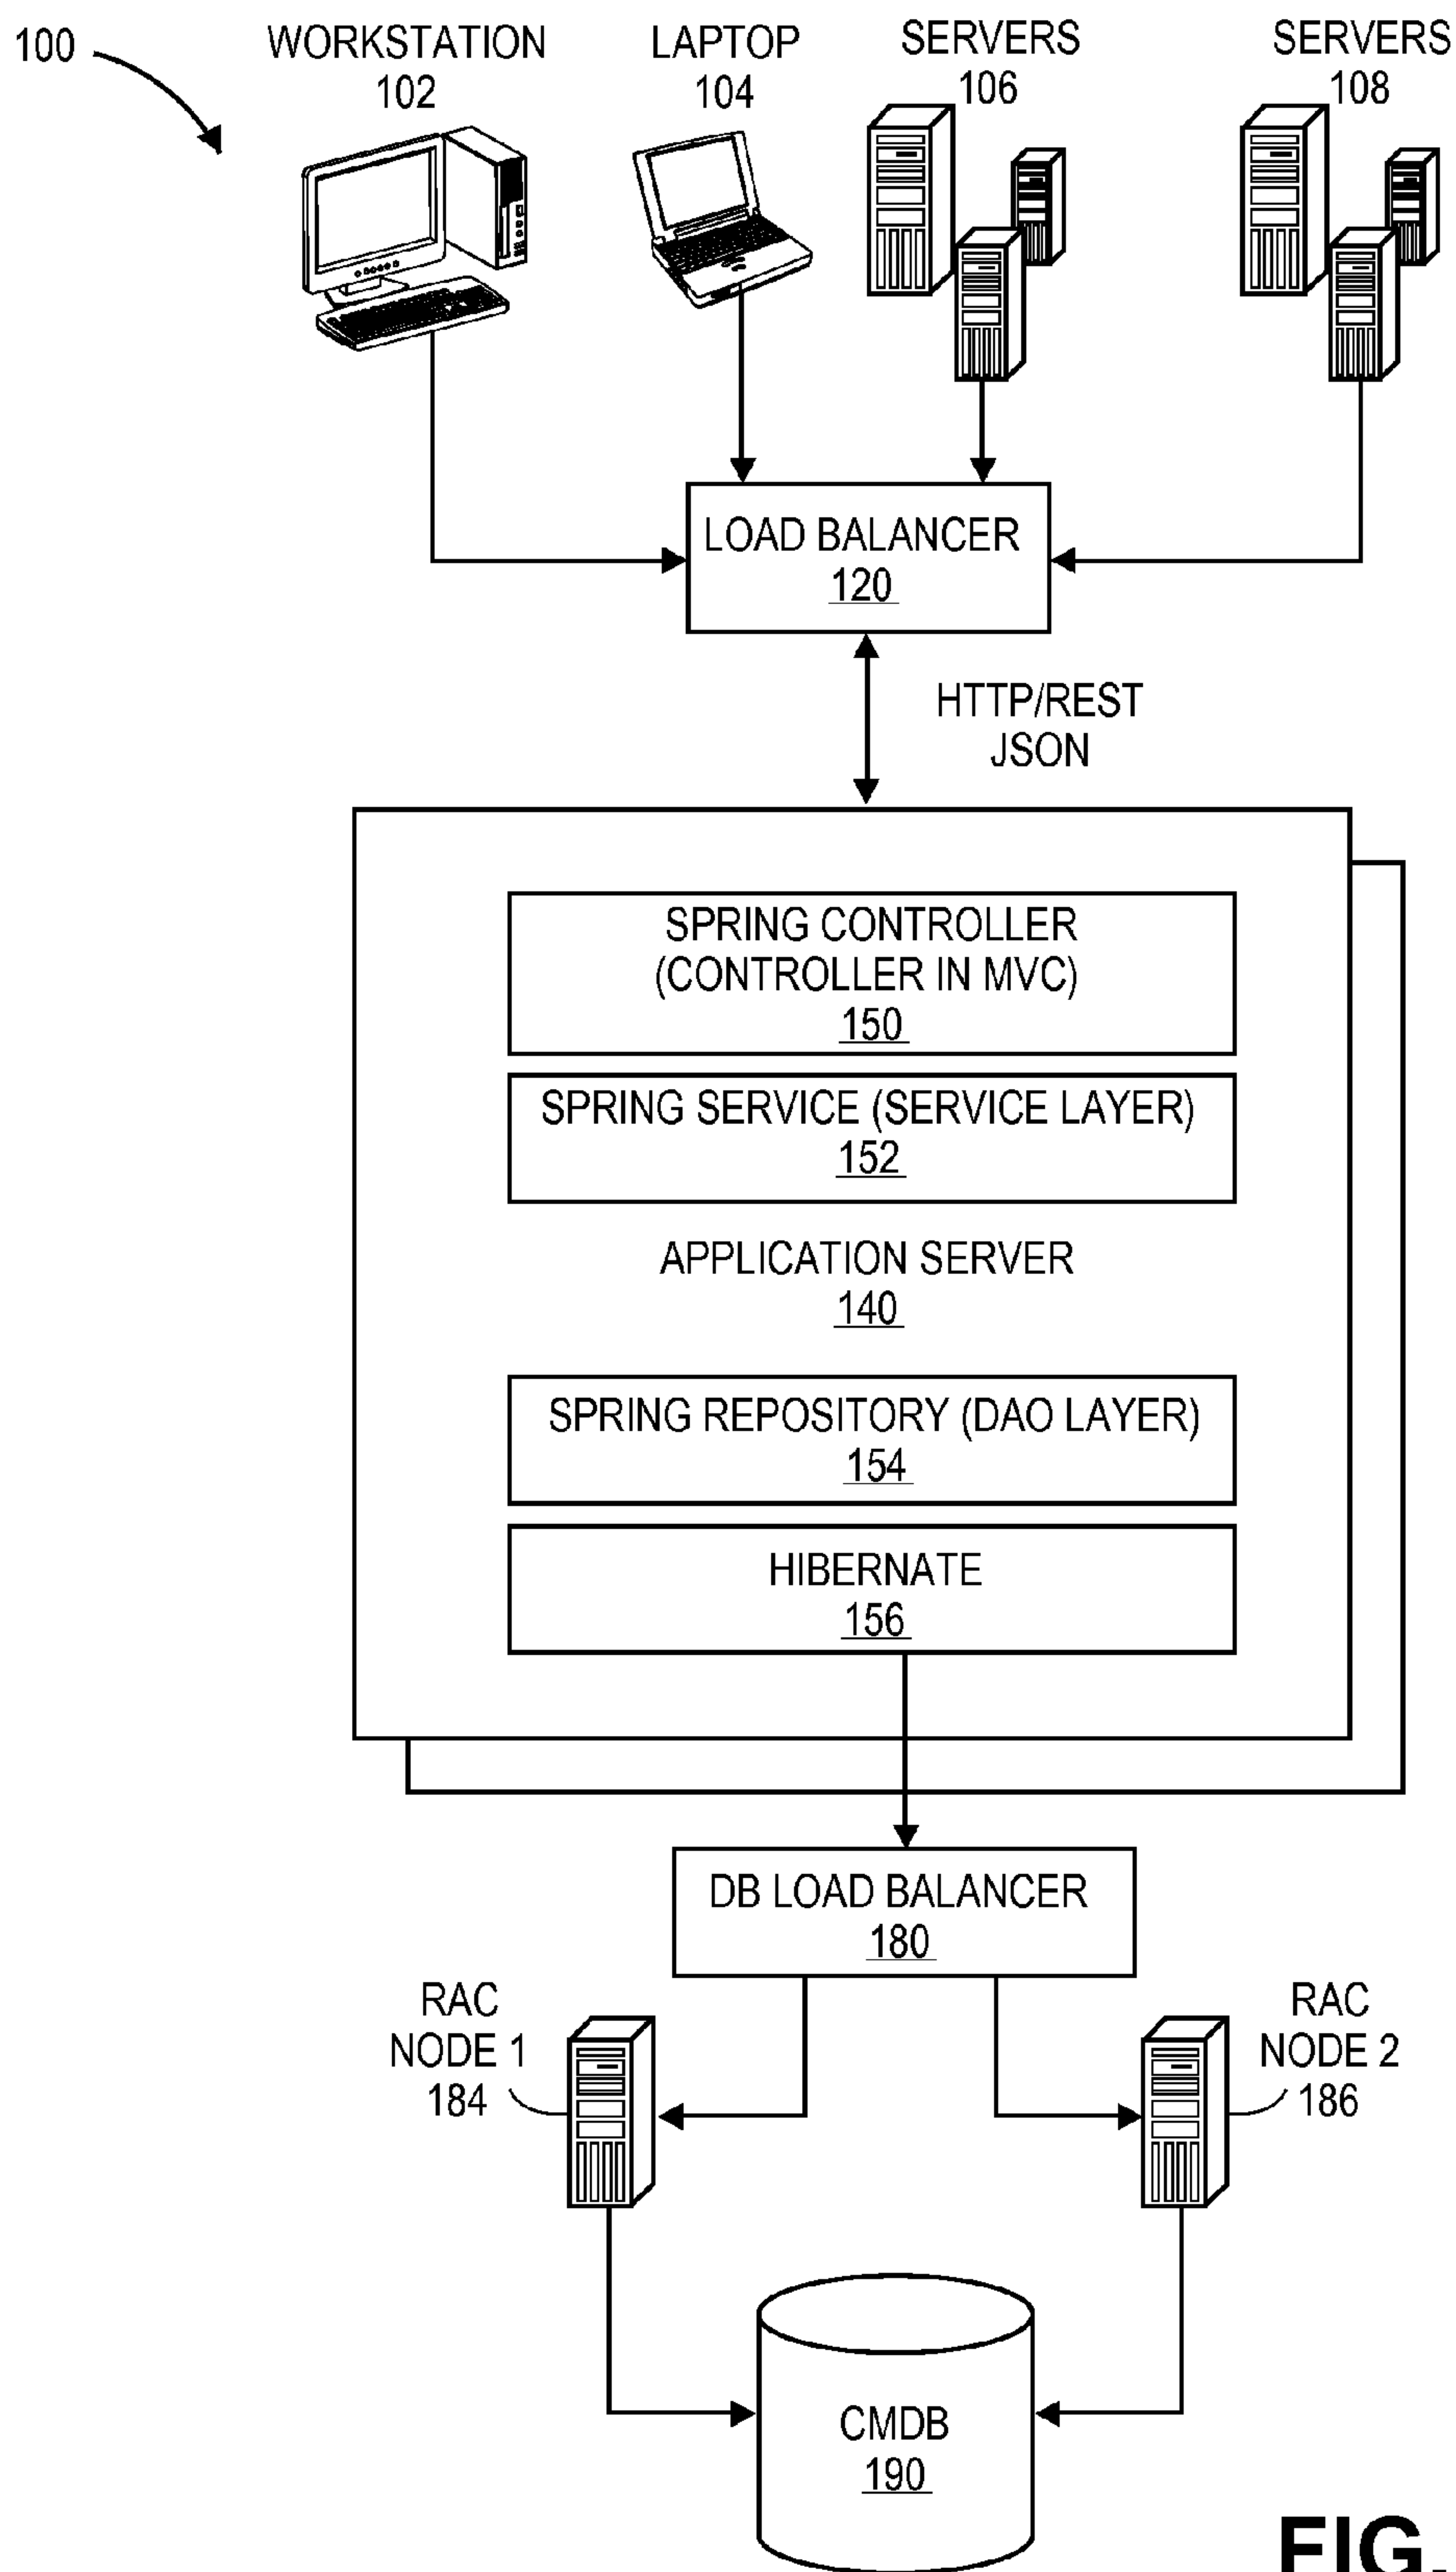 100
WORKSTATION
102
LAPTOP
104
SERVERS
106
SERVERS
108
LOAD BALANCER
120
HTTP/REST
JSON
SPRING CONTROLLER
(CONTROLLER IN MVC)
150
SPRING SERVICE (SERVICE LAYER)
152
APPLICATION SERVER
140
SPRING REPOSITORY (DAO LAYER)
154
HIBERNATE
156
DB LOAD BALANCER
180
RAC
NODE 1
184
RAC
NODE 2
186
CMDB
190
FIG.